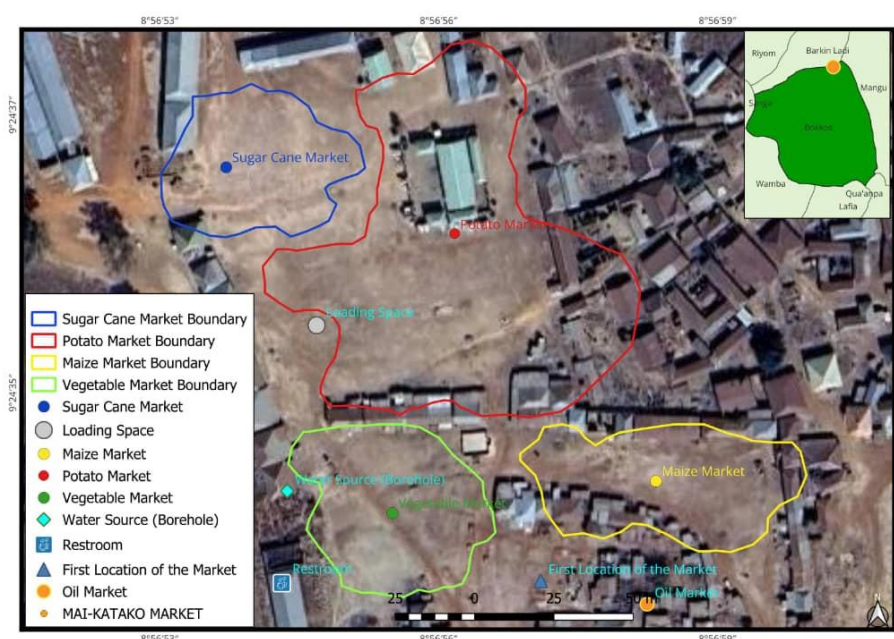 8°56'53"
8°56'56"
8°56'59"
9°24'37"
9°24'35"
Riyom
Barkin Ladi
Mangu
Sanga
Bokkos
Wamba
Qua'anpa
Lafia
Sugar Cane Market
Potato Market
Loading Space
Maize Market
Water Source (Borehole)
Vegetable Market
Restroom
First Location of the Market
Oil Market
Sugar Cane Market Boundary
Potato Market Boundary
Maize Market Boundary
Vegetable Market Boundary
Sugar Cane Market
Loading Space
Maize Market
Potato Market
Vegetable Market
Water Source (Borehole)
Restroom
First Location of the Market
Oil Market
MAI-KATAKO MARKET
25 0 25 50 m
N
8°56'53"
8°56'56"
8°56'59"